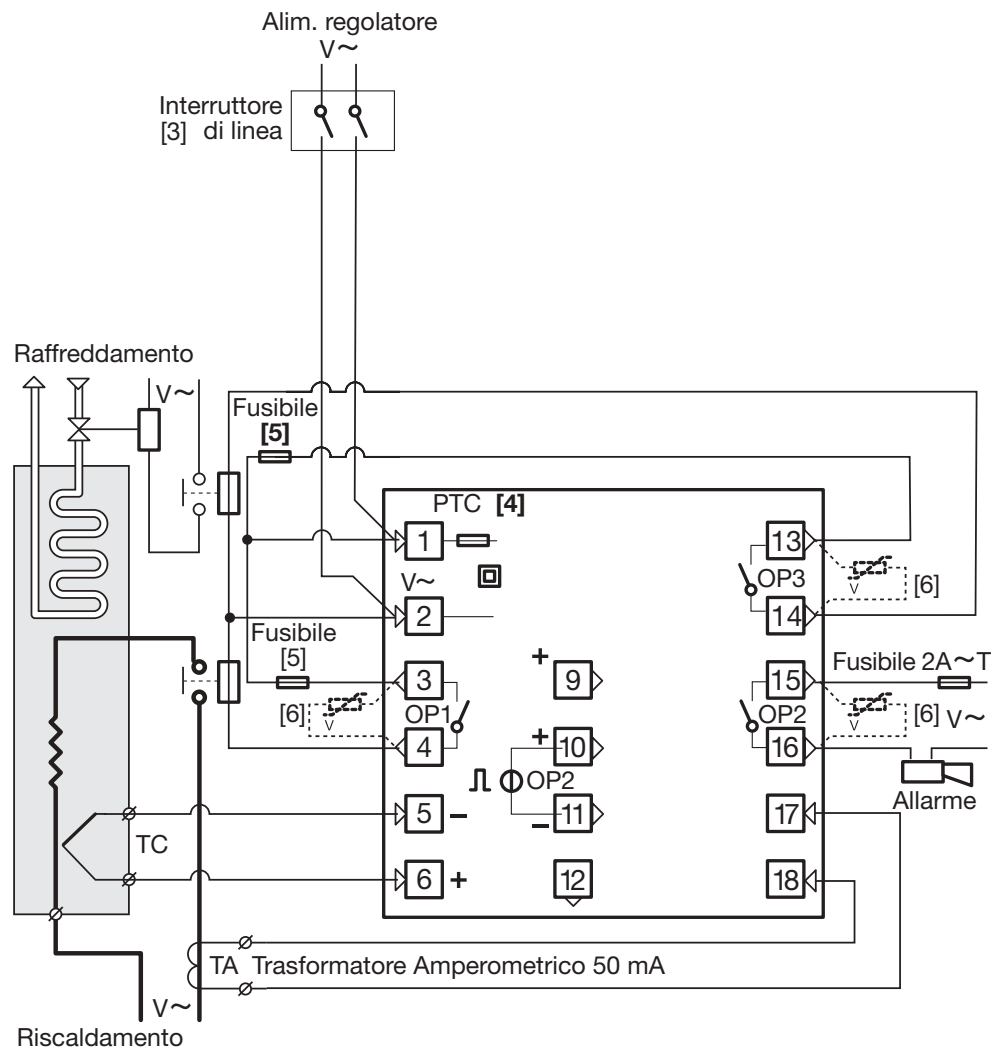 Alim. regolatore
V~
Interruttore
[3] di linea
Raffreddamento
V~
Fusibile
[5]
PTC [4]
1
13
OP3
[6]
V
V~
2
14
Fusibile
[5]
3
+
9
15
Fusibile 2A~T
[6]
V
OP1
OP2
V
[6] V~
4
+
10
16
OP2
Allarme
5
–
–
11
17
TC
6
+
12
18
TA Trasformatore Amperometrico 50 mA
V~
Riscaldamento